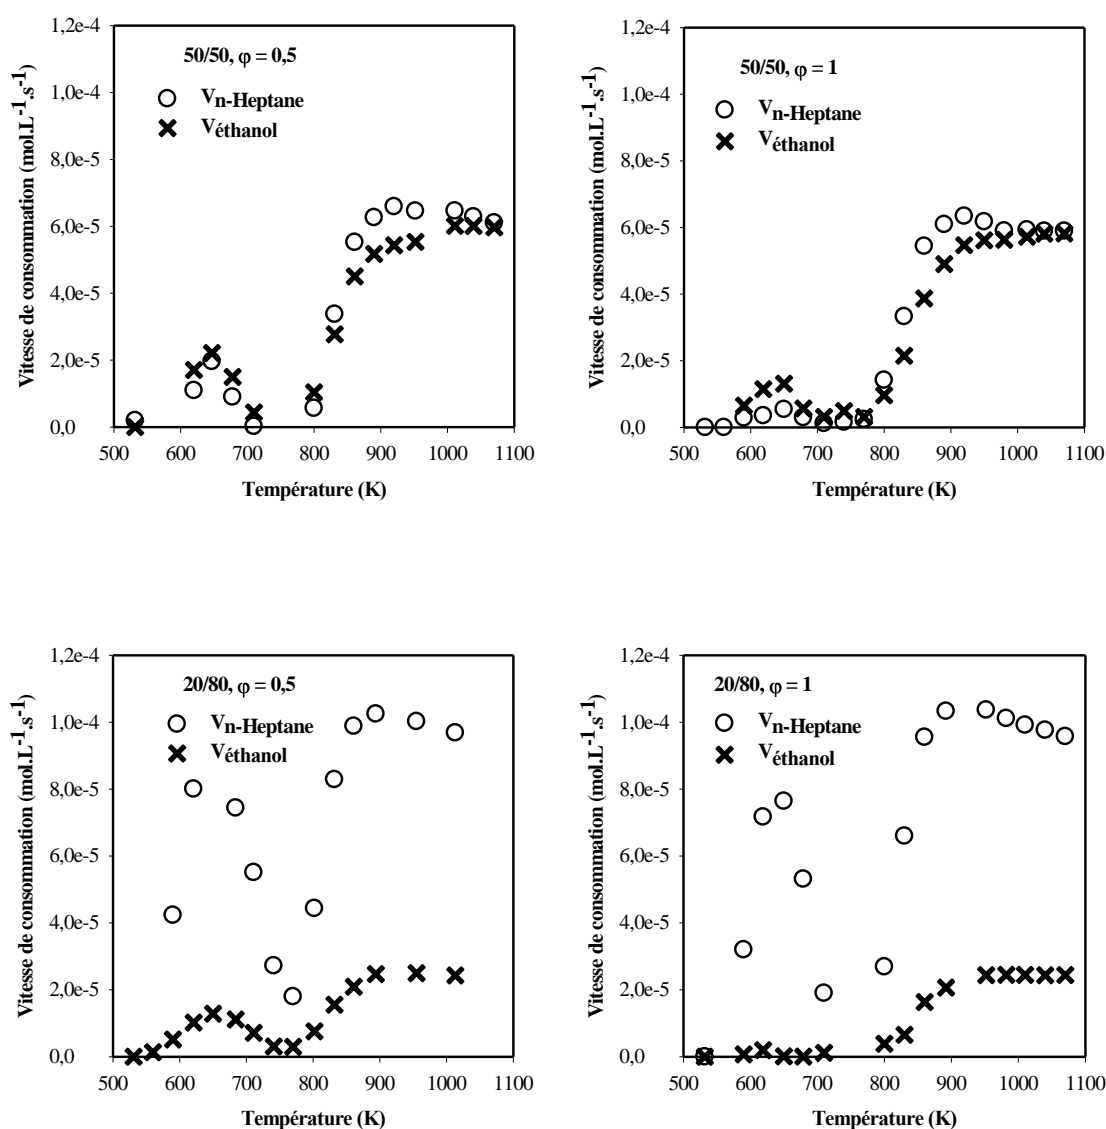 Vitesse de consommation (mol.L-1.s-1)
1,2e-4
1,0e-4
8,0e-5
6,0e-5
4,0e-5
2,0e-5
0,0
50/50, φ = 0,5
Vn-Heptane
Véthanol
500 600 700 800 900 1000 1100
Température (K)
Vitesse de consommation (mol.L-1.s-1)
1,2e-4
1,0e-4
8,0e-5
6,0e-5
4,0e-5
2,0e-5
0,0
50/50, φ = 1
Vn-Heptane
Véthanol
500 600 700 800 900 1000 1100
Température (K)
Vitesse de consommation (mol.L-1.s-1)
1,2e-4
1,0e-4
8,0e-5
6,0e-5
4,0e-5
2,0e-5
0,0
20/80, φ = 0,5
Vn-Heptane
Véthanol
500 600 700 800 900 1000 1100
Température (K)
Vitesse de consommation (mol.L-1.s-1)
1,2e-4
1,0e-4
8,0e-5
6,0e-5
4,0e-5
2,0e-5
0,0
20/80, φ = 1
Vn-Heptane
Véthanol
500 600 700 800 900 1000 1100
Température (K)